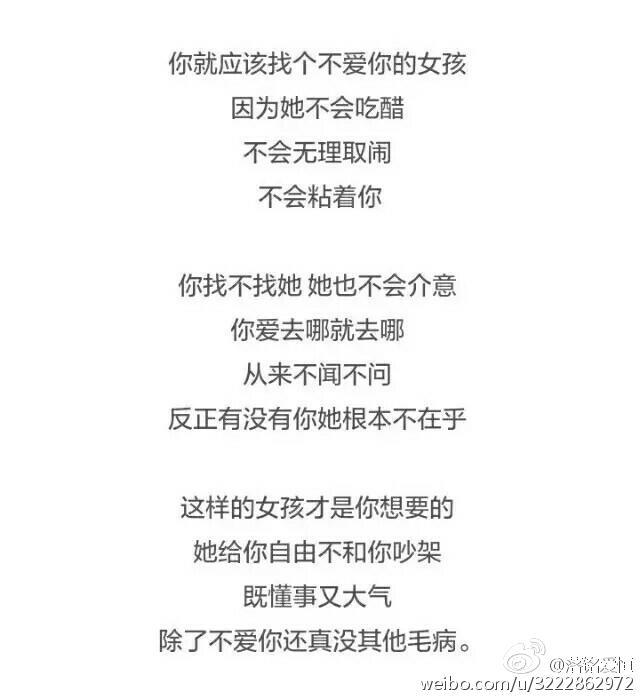 你就应该找个不爱你的女孩
因为她不会吃醋
不会无理取闹
不会粘着你
你找不找她 她也不会介意
你爱去哪就去哪
从来不闻不问
反正有没有你她根本不在乎
这样的女孩才是你想要的
她给你自由不和你吵架
既懂事又大气
除了不爱你还真没其他毛病。
weibo.com/u/3222862972